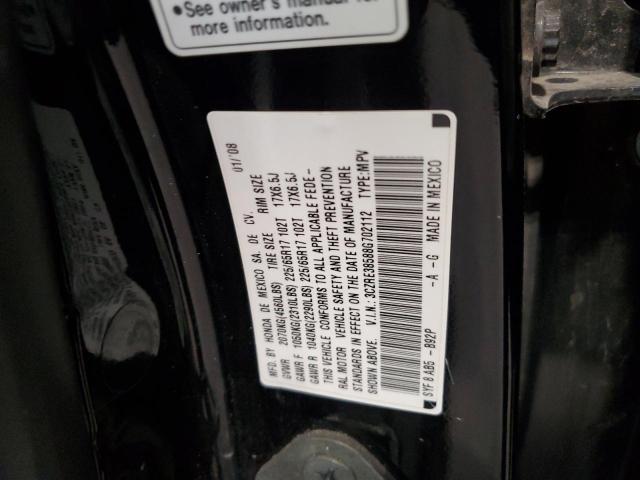 •See owner's manual for
more information.
MFD. BY HONDA DE MEXICO SA. DE CV. 01/'08
GVWR 2070KG(4560LBS) TIRE SIZE RIM SIZE
GAWR F 1050KG(2310LBS) 225/65R17 102T 17X6.5J
GAWR R 1040KG(2290LBS) 225/65R17 102T 17X6.5J
THIS VEHICLE CONFORMS TO ALL APPLICABLE FEDE-
RAL MOTOR VEHICLE SAFETY AND THEFT PREVENTION
STANDARDS IN EFFECT ON THE DATE OF MANUFACTURE
SHOWN ABOVE. V.I.N.: 3CZRE38588G702112 TYPE:MPV
SYF 8 AB5 - B92P -A - G MADE IN MEXICO